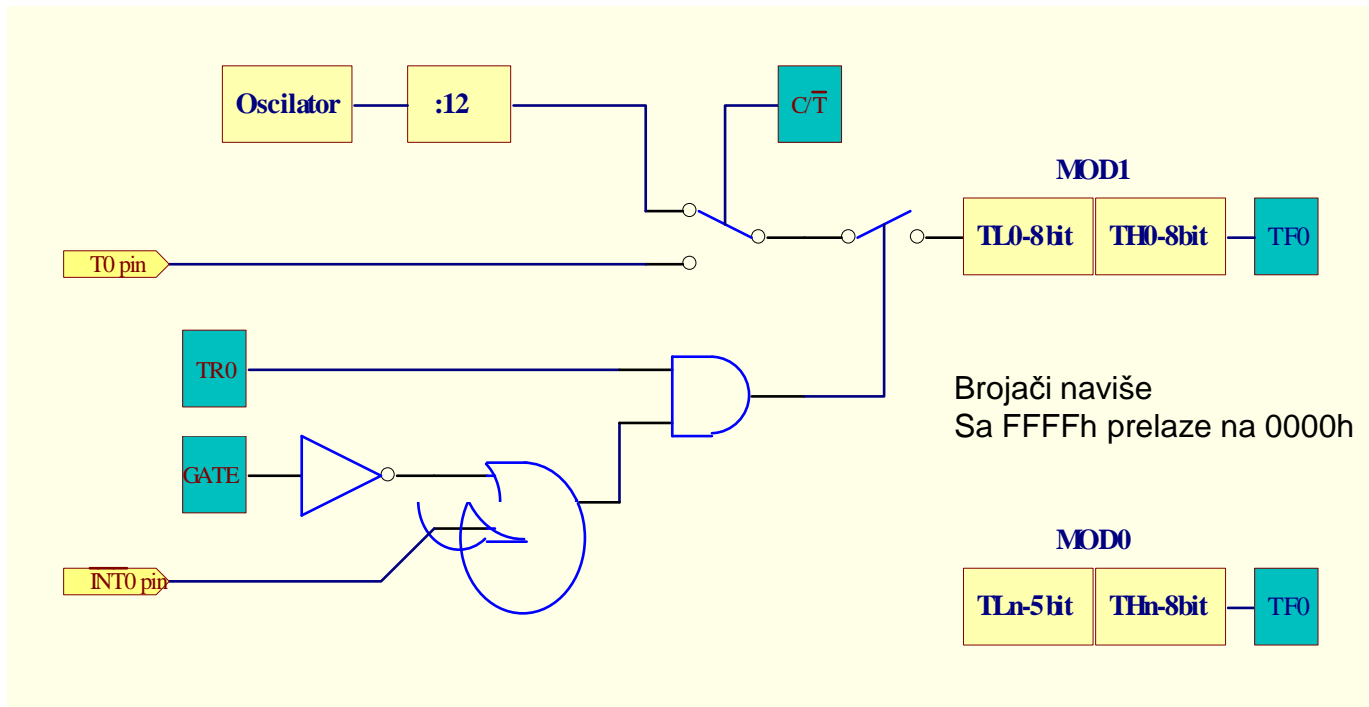 Oscilator
:12
C/T̅
MOD1
TL0-8bit
TH0-8bit
TF0
T0 pin
TR0
Brojači naviše
Sa FFFFh prelaze na 0000h
GATE
MOD0
I̅N̅T̅0̅ pin
TLn-5bit
THn-8bit
TF0